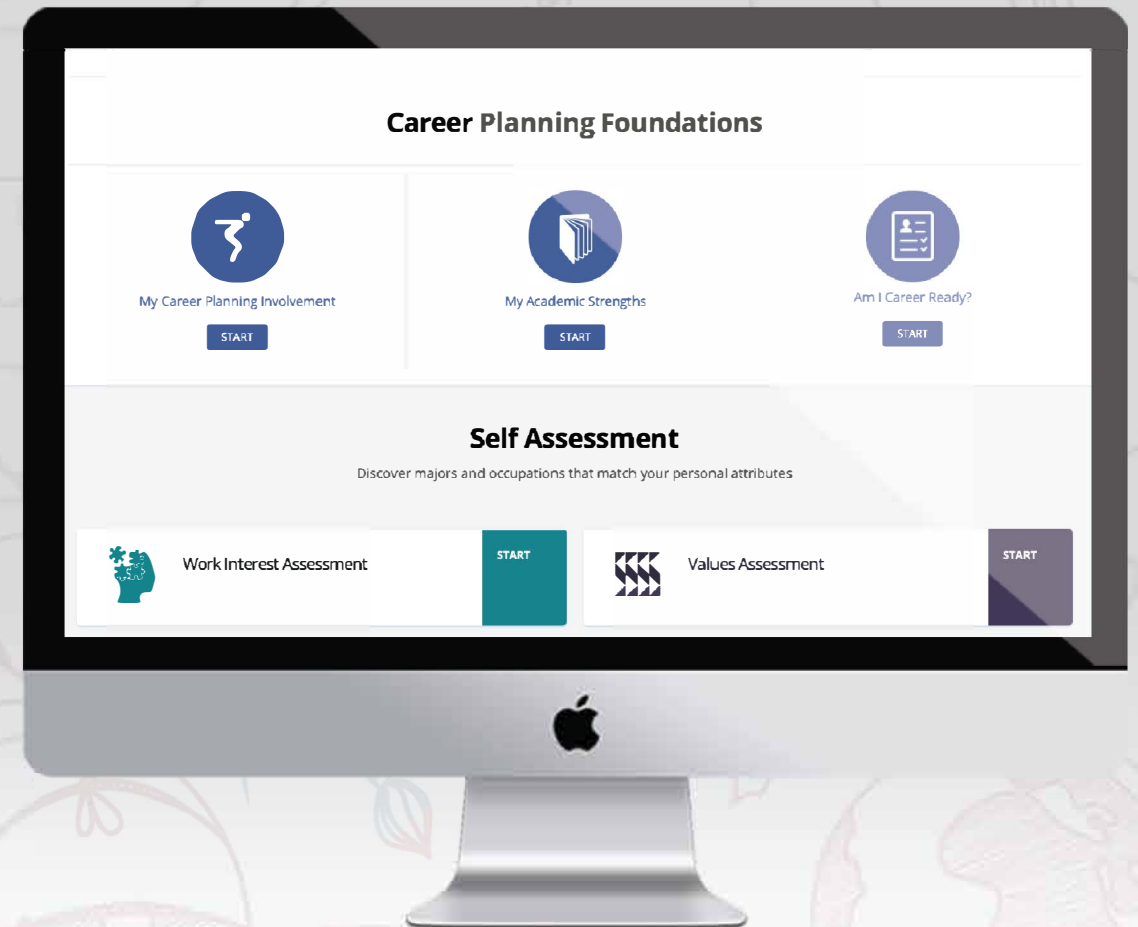 Career Planning Foundations
My Career Planning Involvement
START
My Academic Strengths
START
Am I Career Ready?
START
Self Assessment
Discover majors and occupations that match your personal attributes
Work Interest Assessment
START
Values Assessment
START